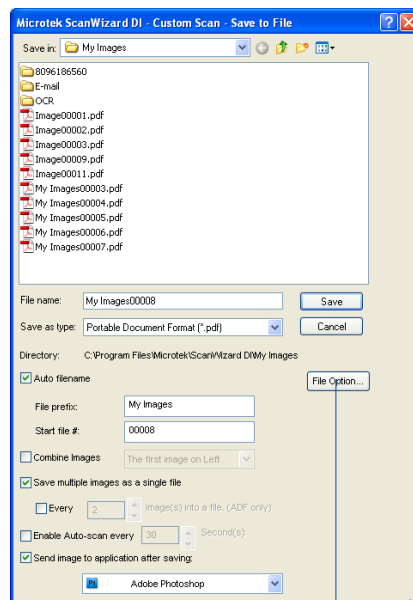 Microtek ScanWizard DI - Custom Scan - Save to File
Save in: My Images
8096186560
E-mail
OCR
Image00001.pdf
Image00002.pdf
Image00003.pdf
Image00009.pdf
Image00011.pdf
My Images00003.pdf
My Images00004.pdf
My Images00005.pdf
My Images00006.pdf
My Images00007.pdf
File name: My Images00008 Save
Save as type: Portable Document Format (*.pdf) Cancel
Directory: C:\Program Files\Microtek\ScanWizard DI\My Images
Auto filename File Option...
File prefix: My Images
Start file #: 00008
Combine Images The first image on Left
Save multiple images as a single file
Every 2 image(s) into a file. (ADF only)
Enable Auto-scan every 30 Second(s)
Send image to application after saving:
Ps Adobe Photoshop